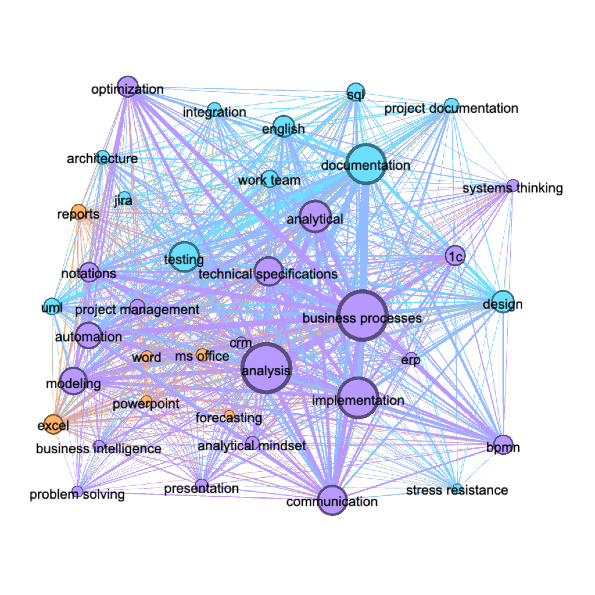 optimization
sql
integration
project documentation
english
architecture
documentation
work team
systems thinking
jira
reports
analytical
1c
testing
notations
technical specifications
uml
project management
design
business processes
automation
crm
word
ms office
erp
analysis
modeling
powerpoint
implementation
forecasting
excel
business intelligence
analytical mindset
bpmn
problem solving
presentation
stress resistance
communication